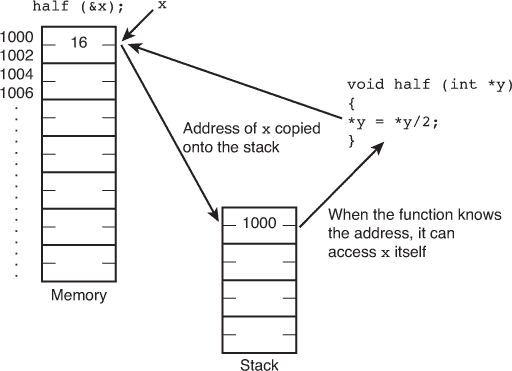 half (&x);
x
1000
1002
1004
1006
16
void half (int *y)
{
*y = *y/2;
}
Address of x copied
onto the stack
1000
When the function knows
the address, it can
access x itself
Memory
Stack